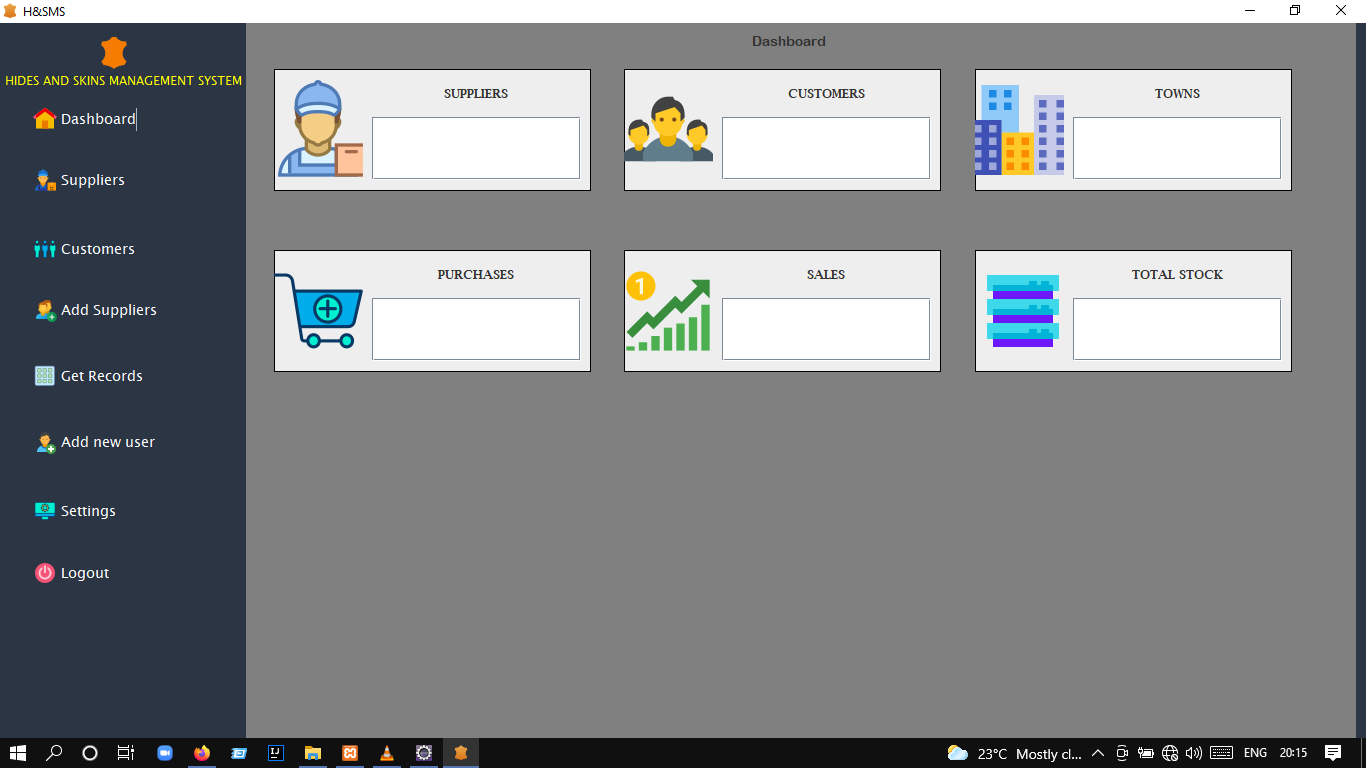 H&SMS
HIDES AND SKINS MANAGEMENT SYSTEM
Dashboard
Suppliers
Customers
Add Suppliers
Get Records
Add new user
Settings
Logout
Dashboard
SUPPLIERS
CUSTOMERS
TOWNS
PURCHASES
1
SALES
TOTAL STOCK
IJ
23°C Mostly cl...
ENG
20:15